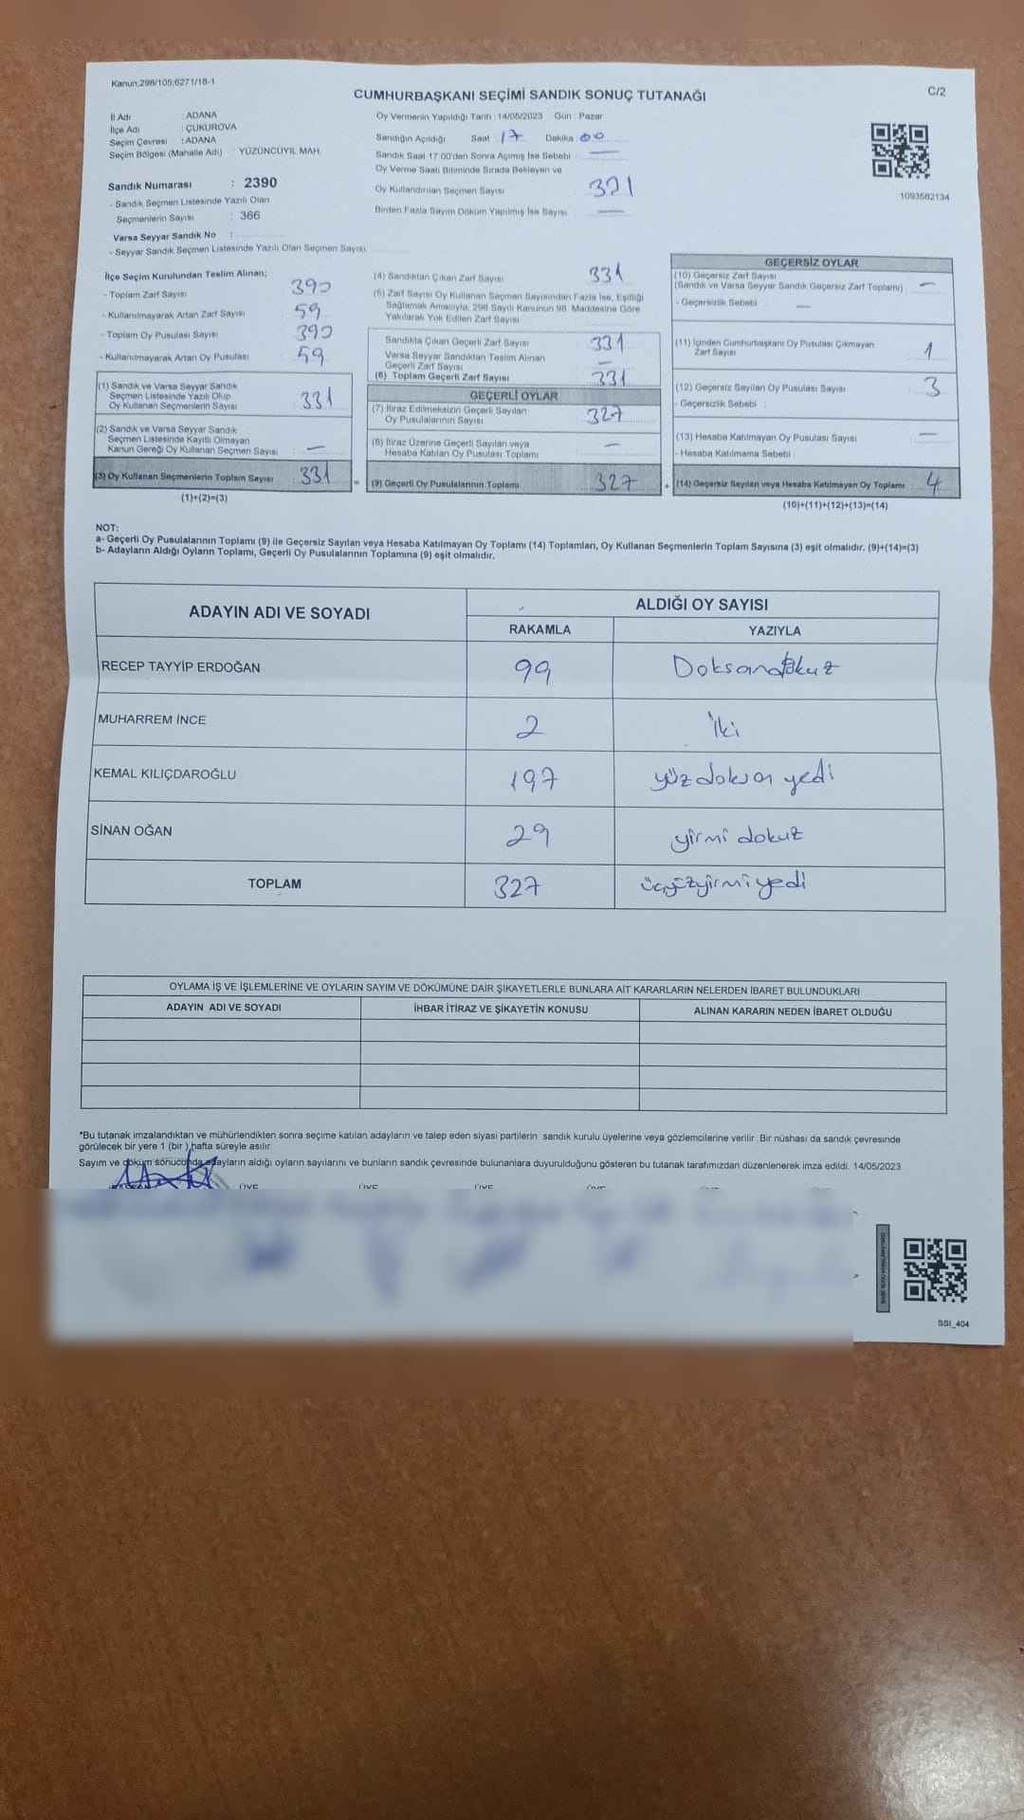 Kanun:298/105;6271/18-1
CUMHURBAŞKANI SEÇİMİ SANDIK SONUÇ TUTANAĞI
C/2
İl Adı : ADANA
İlçe Adı : ÇUKUROVA
Seçim Çevresi : ADANA
Seçim Bölgesi (Mahalle Adı) : YÜZÜNCÜYIL MAH.
Sandık Numarası : 2390
- Sandık Seçmen Listesinde Yazılı Olan
Seçmenlerin Sayısı : 366
Varsa Seyyar Sandık No :
- Seyyar Sandık Seçmen Listesinde Yazılı Olan Seçmen Sayısı
Oy Vermenin Yapıldığı Tarih : 14/05/2023 Gün : Pazar
Sandığın Açıldığı Saat 17 Dakika 00
Sandık Saat 17:00'den Sonra Açılmış İse Sebebi : —
Oy Verme Saati Bitiminde Sırada Bekleyen ve
Oy Kullandırılan Seçmen Sayısı
Birden Fazla Sayım Döküm Yapılmış İse Sayısı —
1093582134
İlçe Seçim Kurulundan Teslim Alınan;
- Toplam Zarf Sayısı 390
- Kullanılmayarak Artan Zarf Sayısı 59
- Toplam Oy Pusulası Sayısı 390
- Kullanılmayarak Artan Oy Pusulası 59
(1) Sandık ve Varsa Seyyar Sandık
Seçmen Listesinde Yazılı Olup
Oy Kullanan Seçmenlerin Sayısı : 331
(2) Sandık ve Varsa Seyyar Sandık
Seçmen Listesinde Kayıtlı Olmayan
Kanun Gereği Oy Kullanan Seçmen Sayısı : —
(3) Oy Kullanan Seçmenlerin Toplam Sayısı 331
(1)+(2)=(3)
(4) Sandıktan Çıkan Zarf Sayısı 331
(5) Zarf Sayısı Oy Kullanan Seçmen Sayısından Fazla İse, Eşitliği
Sağlamak Amacıyla, 298 Sayılı Kanunun 98. Maddesine Göre
Yakılarak Yok Edilen Zarf Sayısı
Sandıkta Çıkan Geçerli Zarf Sayısı 331
Varsa Seyyar Sandıktan Teslim Alınan
Geçerli Zarf Sayısı —
(6) Toplam Geçerli Zarf Sayısı 331
GEÇERLİ OYLAR
(7) İtiraz Edilmeksizin Geçerli Sayılan
Oy Pusulalarının Sayısı 327
(8) İtiraz Üzerine Geçerli Sayılan veya
Hesaba Katılan Oy Pusulası Toplamı —
(9) Geçerli Oy Pusulalarının Toplamı 327
GEÇERSİZ OYLAR
(10) Geçersiz Zarf Sayısı
(Sandık ve Varsa Seyyar Sandık Geçersiz Zarf Toplamı) —
- Geçersizlik Sebebi —
(11) İçinden Cumhurbaşkanı Oy Pusulası Çıkmayan
Zarf Sayısı 1
(12) Geçersiz Sayılan Oy Pusulası Sayısı 3
- Geçersizlik Sebebi :
(13) Hesaba Katılmayan Oy Pusulası Sayısı —
- Hesaba Katılmama Sebebi :
(14) Geçersiz Sayılan veya Hesaba Katılmayan Oy Toplamı 4
(10)+(11)+(12)+(13)=(14)
NOT:
a- Geçerli Oy Pusulalarının Toplamı (9) ile Geçersiz Sayılan veya Hesaba Katılmayan Oy Toplamı (14) Toplamları, Oy Kullanan Seçmenlerin Toplam Sayısına (3) eşit olmalıdır. (9)+(14)=(3)
b- Adayların Aldığı Oyların Toplamı, Geçerli Oy Pusulalarının Toplamına (9) eşit olmalıdır.
ADAYIN ADI VE SOYADI ALDIĞI OY SAYISI
RAKAMLA YAZIYLA
RECEP TAYYİP ERDOĞAN 99 Doksandokuz
MUHARREM İNCE 2 İki
KEMAL KILIÇDAROĞLU 197 yüzdoksan yedi
SİNAN OĞAN 29 yirmi dokuz
TOPLAM 327 üçyüzyirmiyedi
OYLAMA İŞ VE İŞLEMLERİNE VE OYLARIN SAYIM VE DÖKÜMÜNE DAİR ŞİKAYETLERLE BUNLARA AİT KARARLARIN NELERDEN İBARET BULUNDUKLARI
ADAYIN ADI VE SOYADI İHBAR İTİRAZ VE ŞİKAYETİN KONUSU ALINAN KARARIN NEDEN İBARET OLDUĞU
*Bu tutanak imzalandıktan ve mühürlendikten sonra seçime katılan adayların ve talep eden siyasi partilerin sandık kurulu üyelerine veya gözlemcilerine verilir. Bir nüshası da sandık çevresinde
görülecek bir yere 1 (bir) hafta süreyle asılır.
Sayım ve döküm sonucunda adayların aldığı oyların sayılarını ve bunların sandık çevresinde bulunanlara duyurulduğunu gösteren bu tutanak tarafımızdan düzenlenerek imza edildi. 14/05/2023
ÜYE ÜYE ÜYE
SSI_404